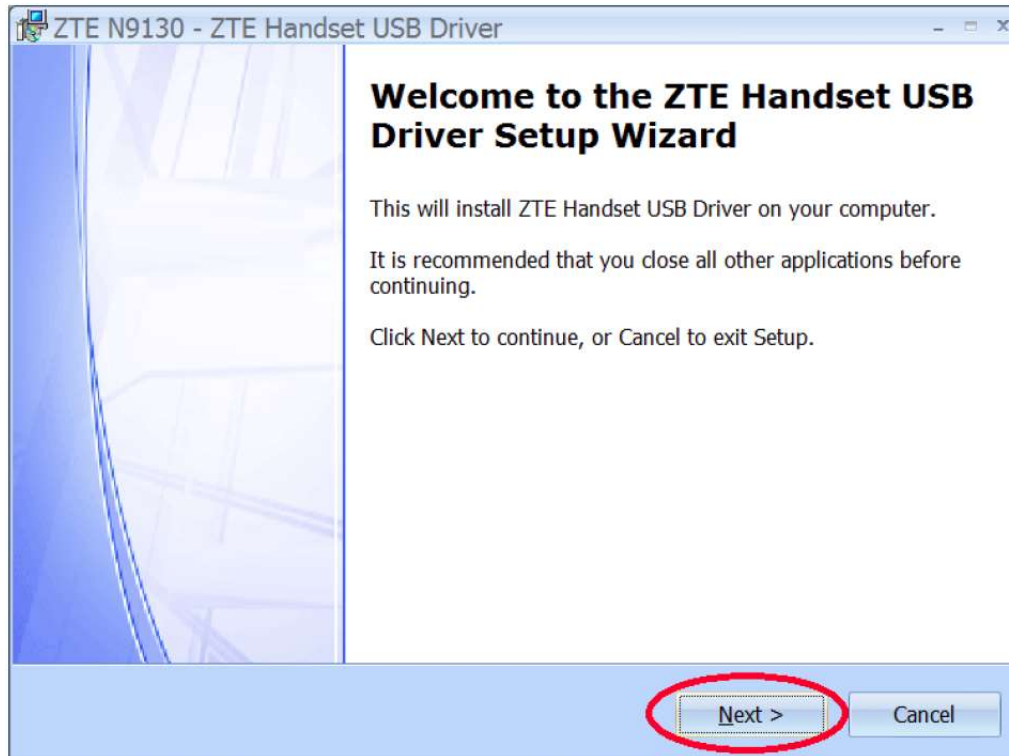 ZTE N9130 - ZTE Handset USB Driver
Welcome to the ZTE Handset USB
Driver Setup Wizard
This will install ZTE Handset USB Driver on your computer.
It is recommended that you close all other applications before
continuing.
Click Next to continue, or Cancel to exit Setup.
Next > Cancel